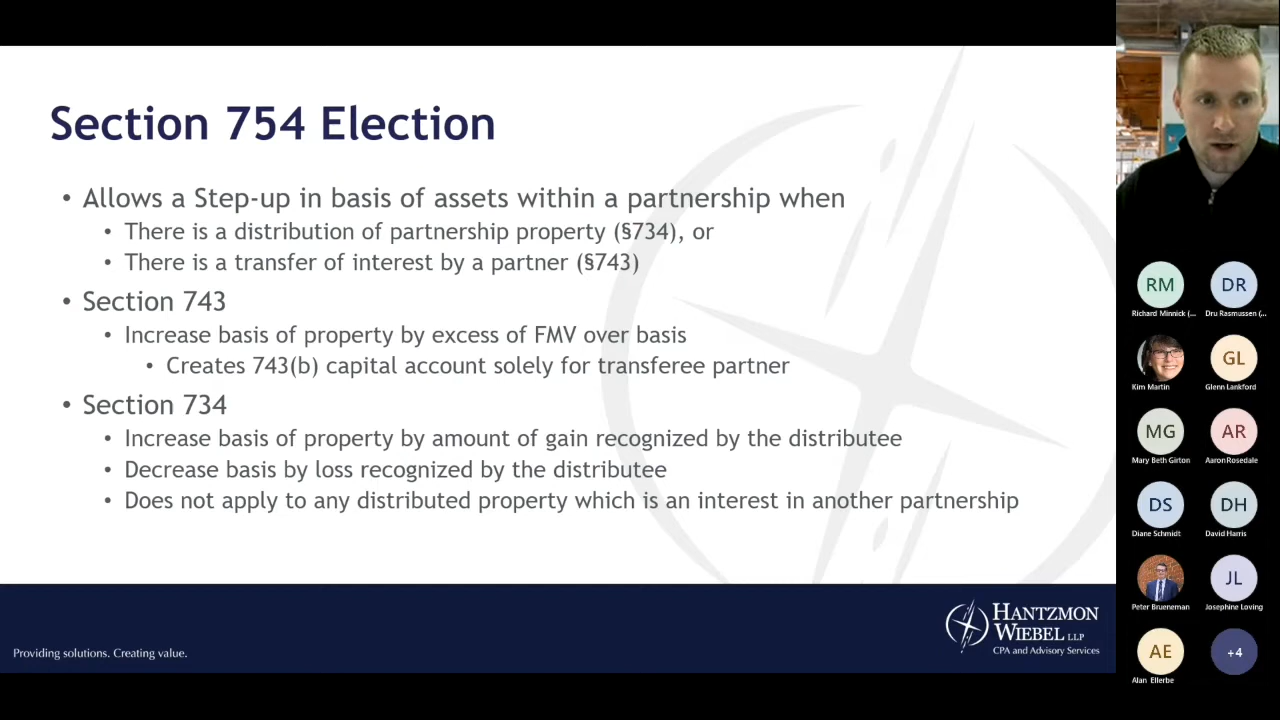 Section 754 Election
• Allows a Step-up in basis of assets within a partnership when
• There is a distribution of partnership property (§734), or
• There is a transfer of interest by a partner (§743)
• Section 743
• Increase basis of property by excess of FMV over basis
• Creates 743(b) capital account solely for transferee partner
• Section 734
• Increase basis of property by amount of gain recognized by the distributee
• Decrease basis by loss recognized by the distributee
• Does not apply to any distributed property which is an interest in another partnership
Providing solutions. Creating value.
HANTZMON
WIEBEL LLP
CPA and Advisory Services
RM
DR
Richard Minnick (...
Dru Rasmussen (...
GL
Kim Martin
Glenn Lankford
MG
AR
Mary Beth Girton
Aaron Rosedale
DS
DH
Diane Schmidt
David Harris
JL
Peter Brueneman
Josephine Loving
AE
+4
Alan Ellerbe